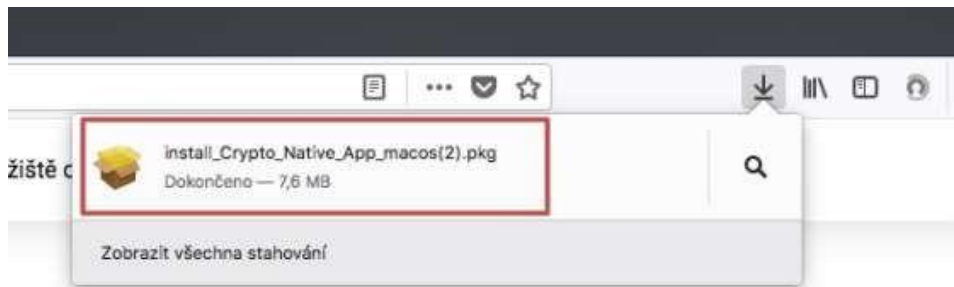 install_Crypto_Native_App_macos(2).pkg
žiště
Dokončeno — 7,6 MB
Zobrazit všechna stahování